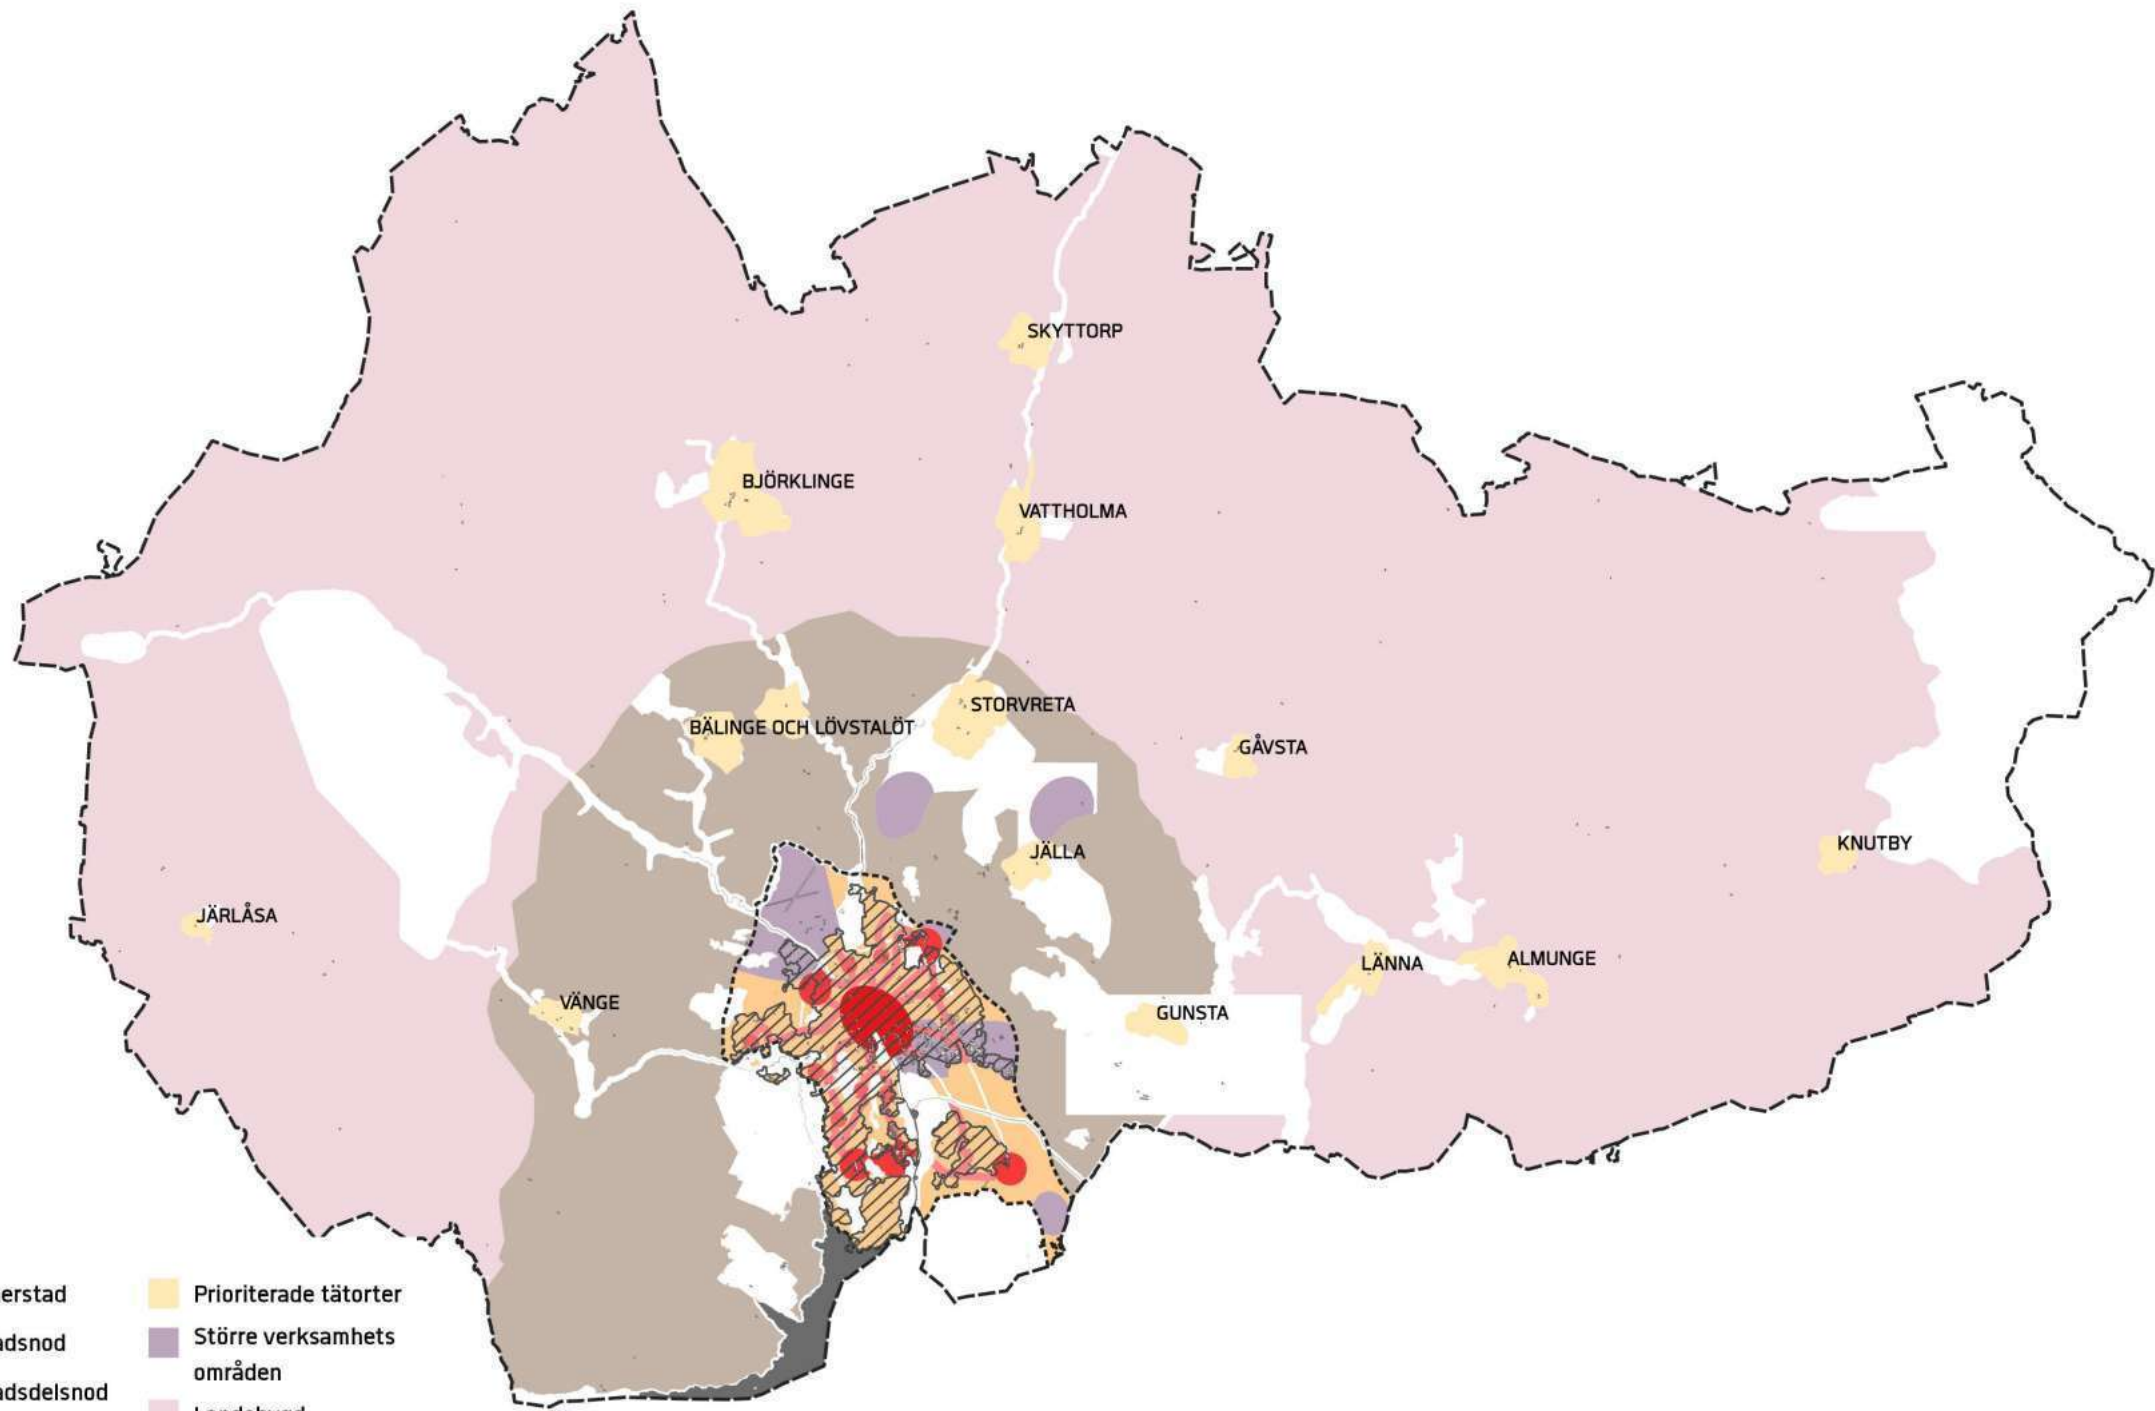 SKYTTORP
BJÖRKLINGE
VATTHOLMA
STORVRETA
BÄLINGE OCH LÖVSTALÖT
GÅVSTA
JÄLLA
KNUTBY
JÄRLÅSA
LÄNNA
ALMUNGE
VÄNGE
GUNSTA
erstad
adsnod
adsdelsnod
Prioriterade tätorter
Större verksamhets
områden